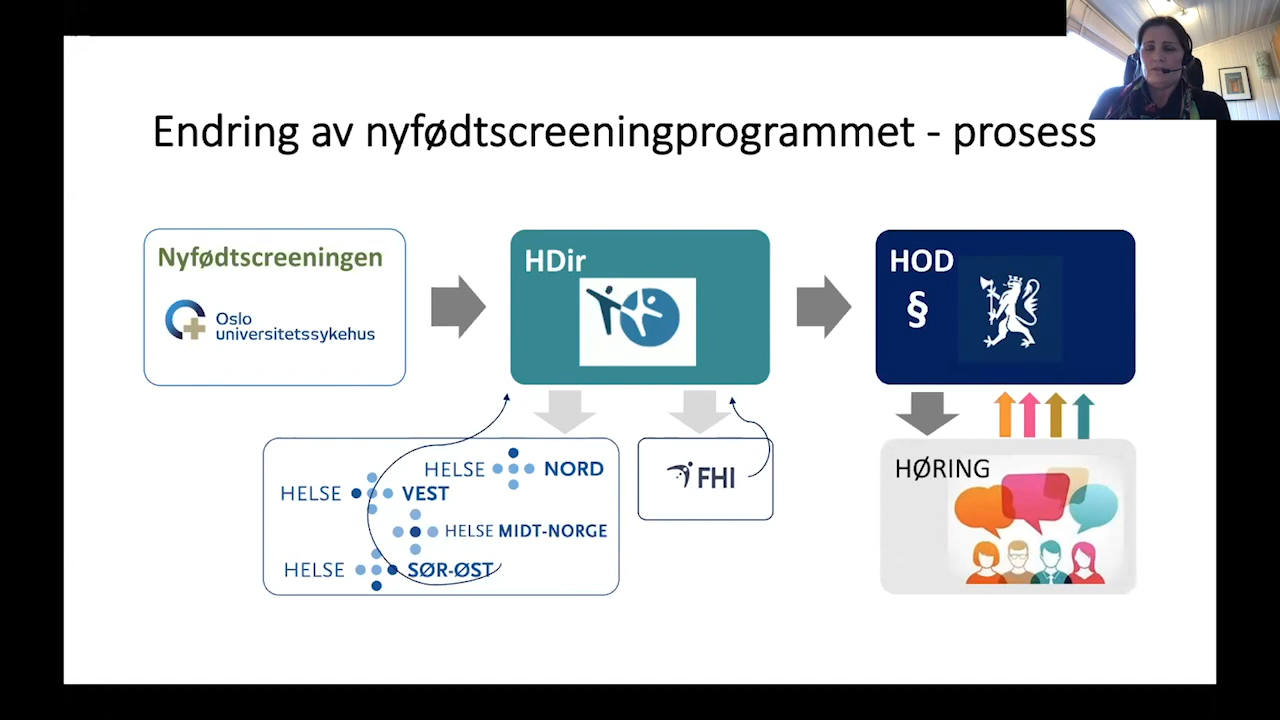 Endring av nyfødtscreeningprogrammet - prosess
Nyfødtscreeningen
Oslo
universitetssykehus
HDir
HOD
§
HELSE NORD
HELSE VEST
HELSE MIDT-NORGE
HELSE SØR-ØST
FHI
HØRING